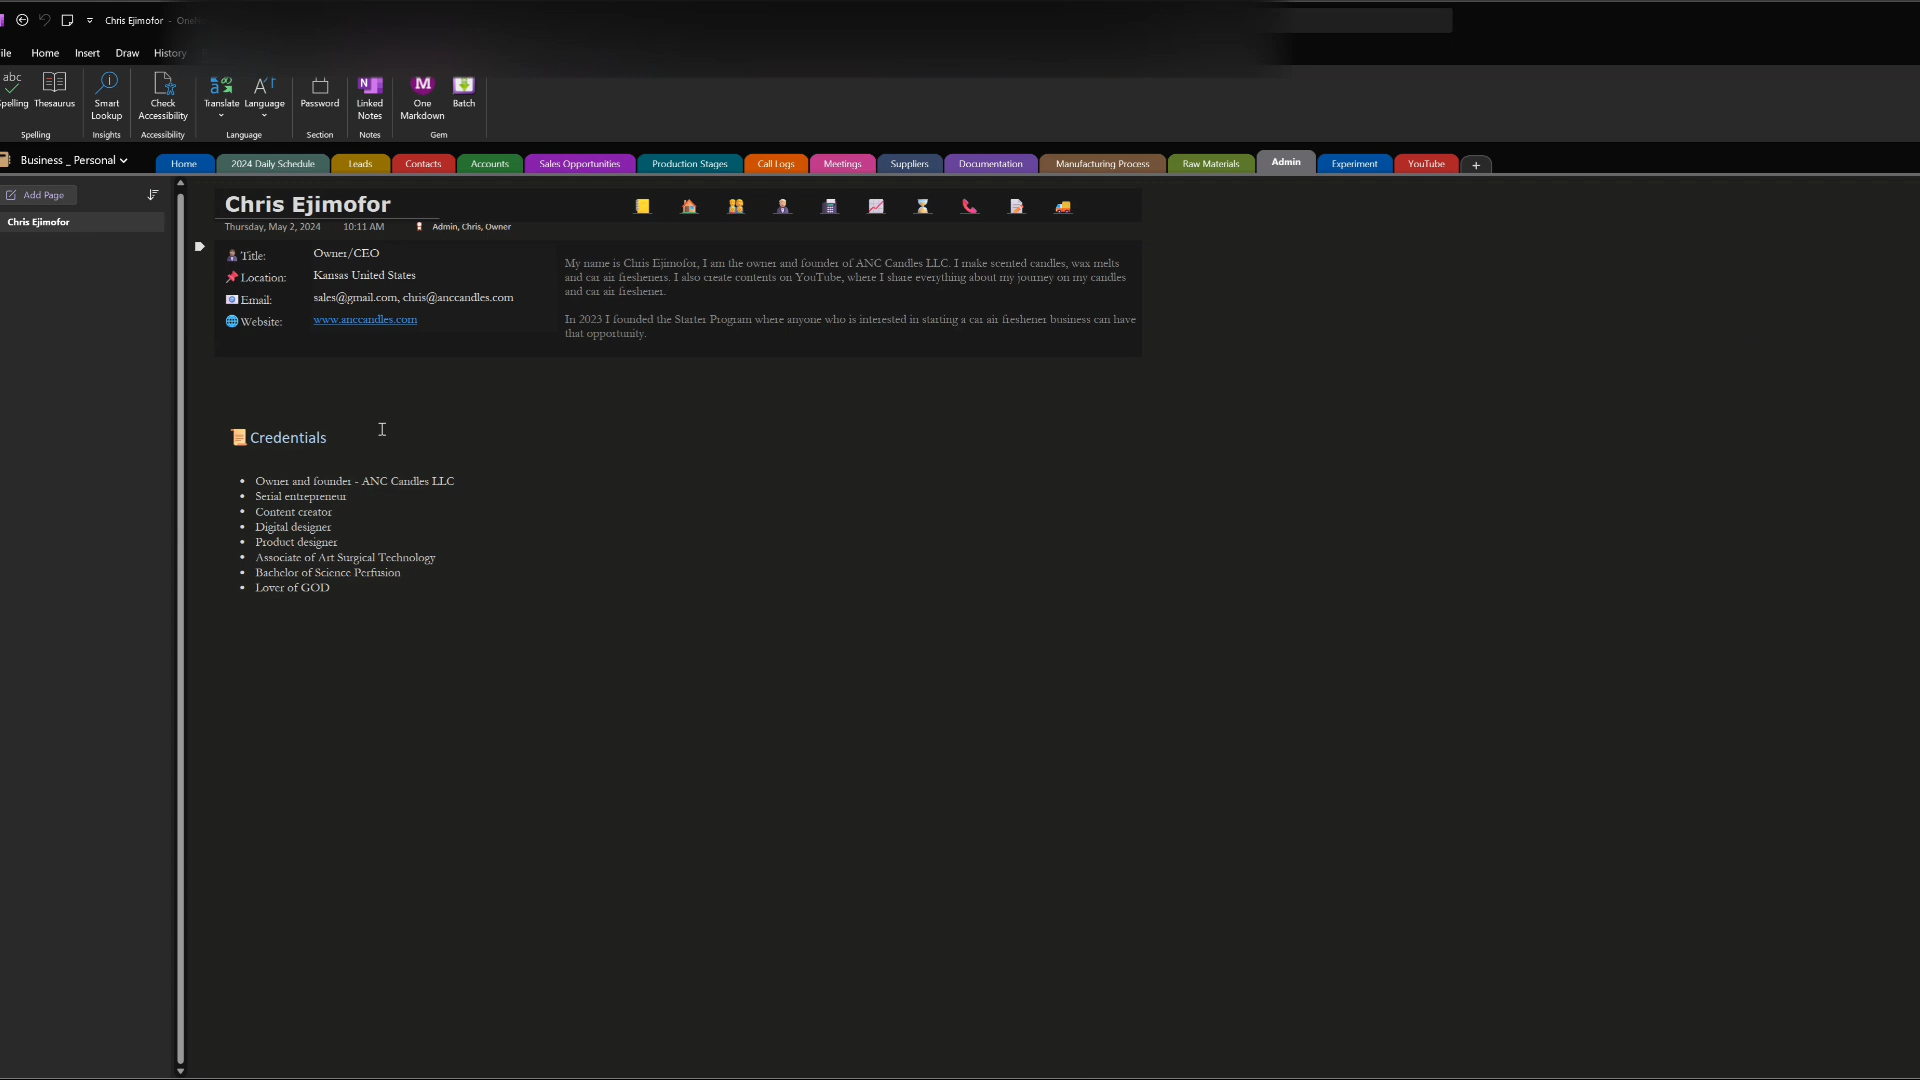 Chris Ejimofor - One
Home Insert Draw History
abc
Thesaurus Smart Lookup Check Accessibility Translate Language Password Linked Notes One Markdown Batch
Spelling Insights Accessibility Language Section Notes Gem
Business _ Personal Home 2024 Daily Schedule Leads Contacts Accounts Sales Opportunities Production Stages Call Logs Meetings Suppliers Documentation Manufacturing Process Raw Materials Admin Experiment YouTube +
Add Page
Chris Ejimofor
Chris Ejimofor
Thursday, May 2, 2024 10:11 AM Admin, Chris, Owner
Title: Owner/CEO
Location: Kansas United States
Email: sales@gmail.com, chris@anccandles.com
Website: www.anccandles.com
My name is Chris Ejimofor, I am the owner and founder of ANC Candles LLC. I make scented candles, wax melts
and car air fresheners. I also create contents on YouTube, where I share everything about my journey on my candles
and car air freshener.
In 2023 I founded the Starter Program where anyone who is interested in starting a car air freshener business can have
that opportunity.
Credentials
• Owner and founder - ANC Candles LLC
• Serial entrepreneur
• Content creator
• Digital designer
• Product designer
• Associate of Art Surgical Technology
• Bachelor of Science Perfusion
• Lover of GOD